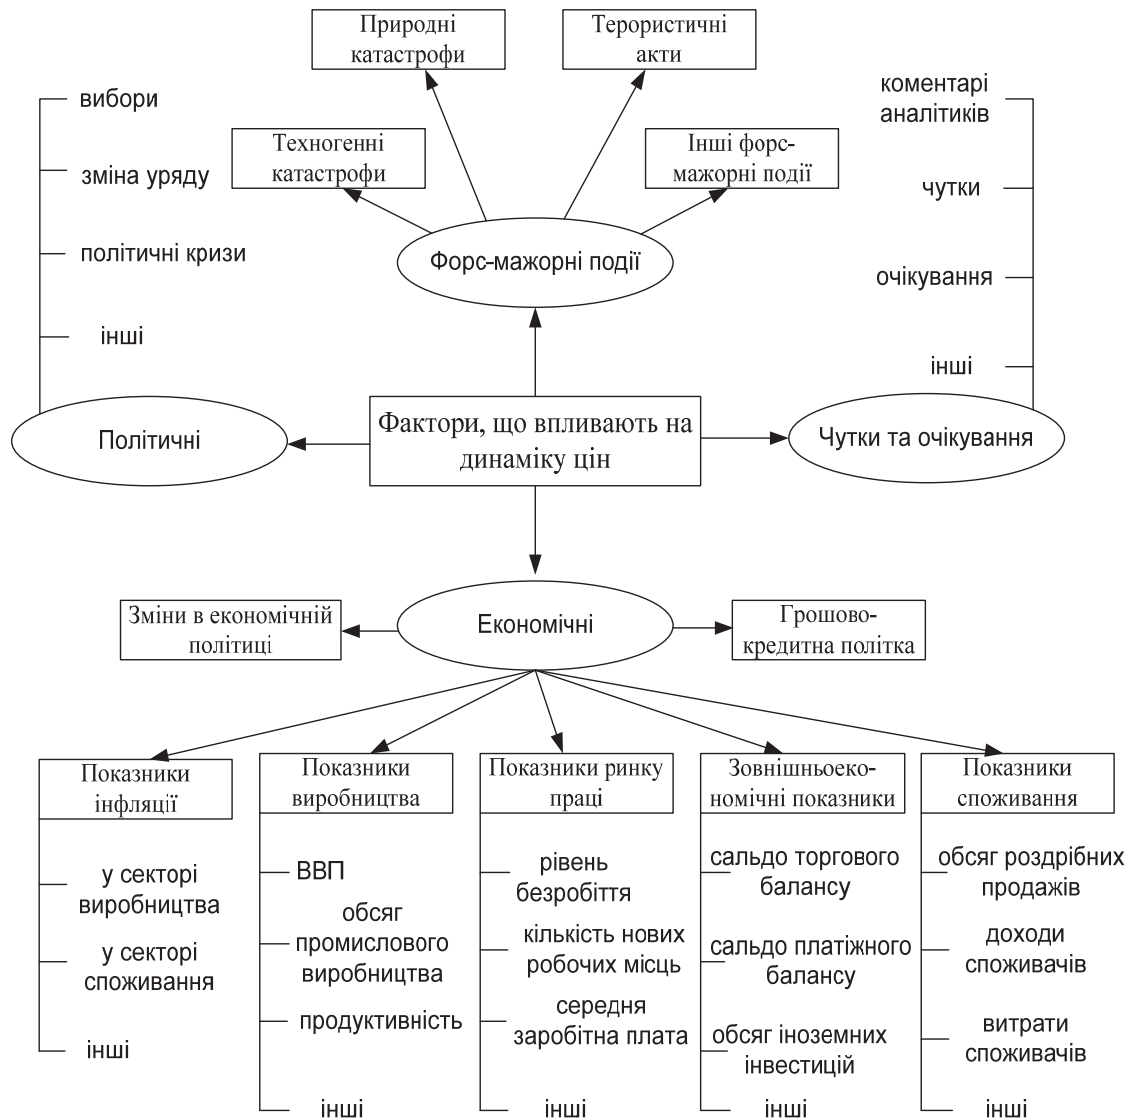 Природні
катастрофи
Терористичні
акти
вибори
зміна уряду
політичні кризи
інші
Техногенні
катастрофи
Інші форс-
мажорні події
коментарі
аналітиків
чутки
очікування
інші
Форс-мажорні події
Політичні
Фактори, що впливають на
динаміку цін
Чутки та очікування
Зміни в економічній
політиці
Економічні
Грошово-
кредитна політка
Показники
інфляції
у секторі
виробництва
у секторі
споживання
інші
Показники
виробництва
ВВП
обсяг
промислового
виробництва
продуктивність
інші
Показники ринку
праці
рівень
безробіття
кількість нових
робочих місць
середня
заробітна плата
інші
Зовнішньоеко-
номічні показники
сальдо торгового
балансу
сальдо платіжного
балансу
обсяг іноземних
інвестицій
інші
Показники
споживання
обсяг роздрібних
продажів
доходи
споживачів
витрати
споживачів
інші